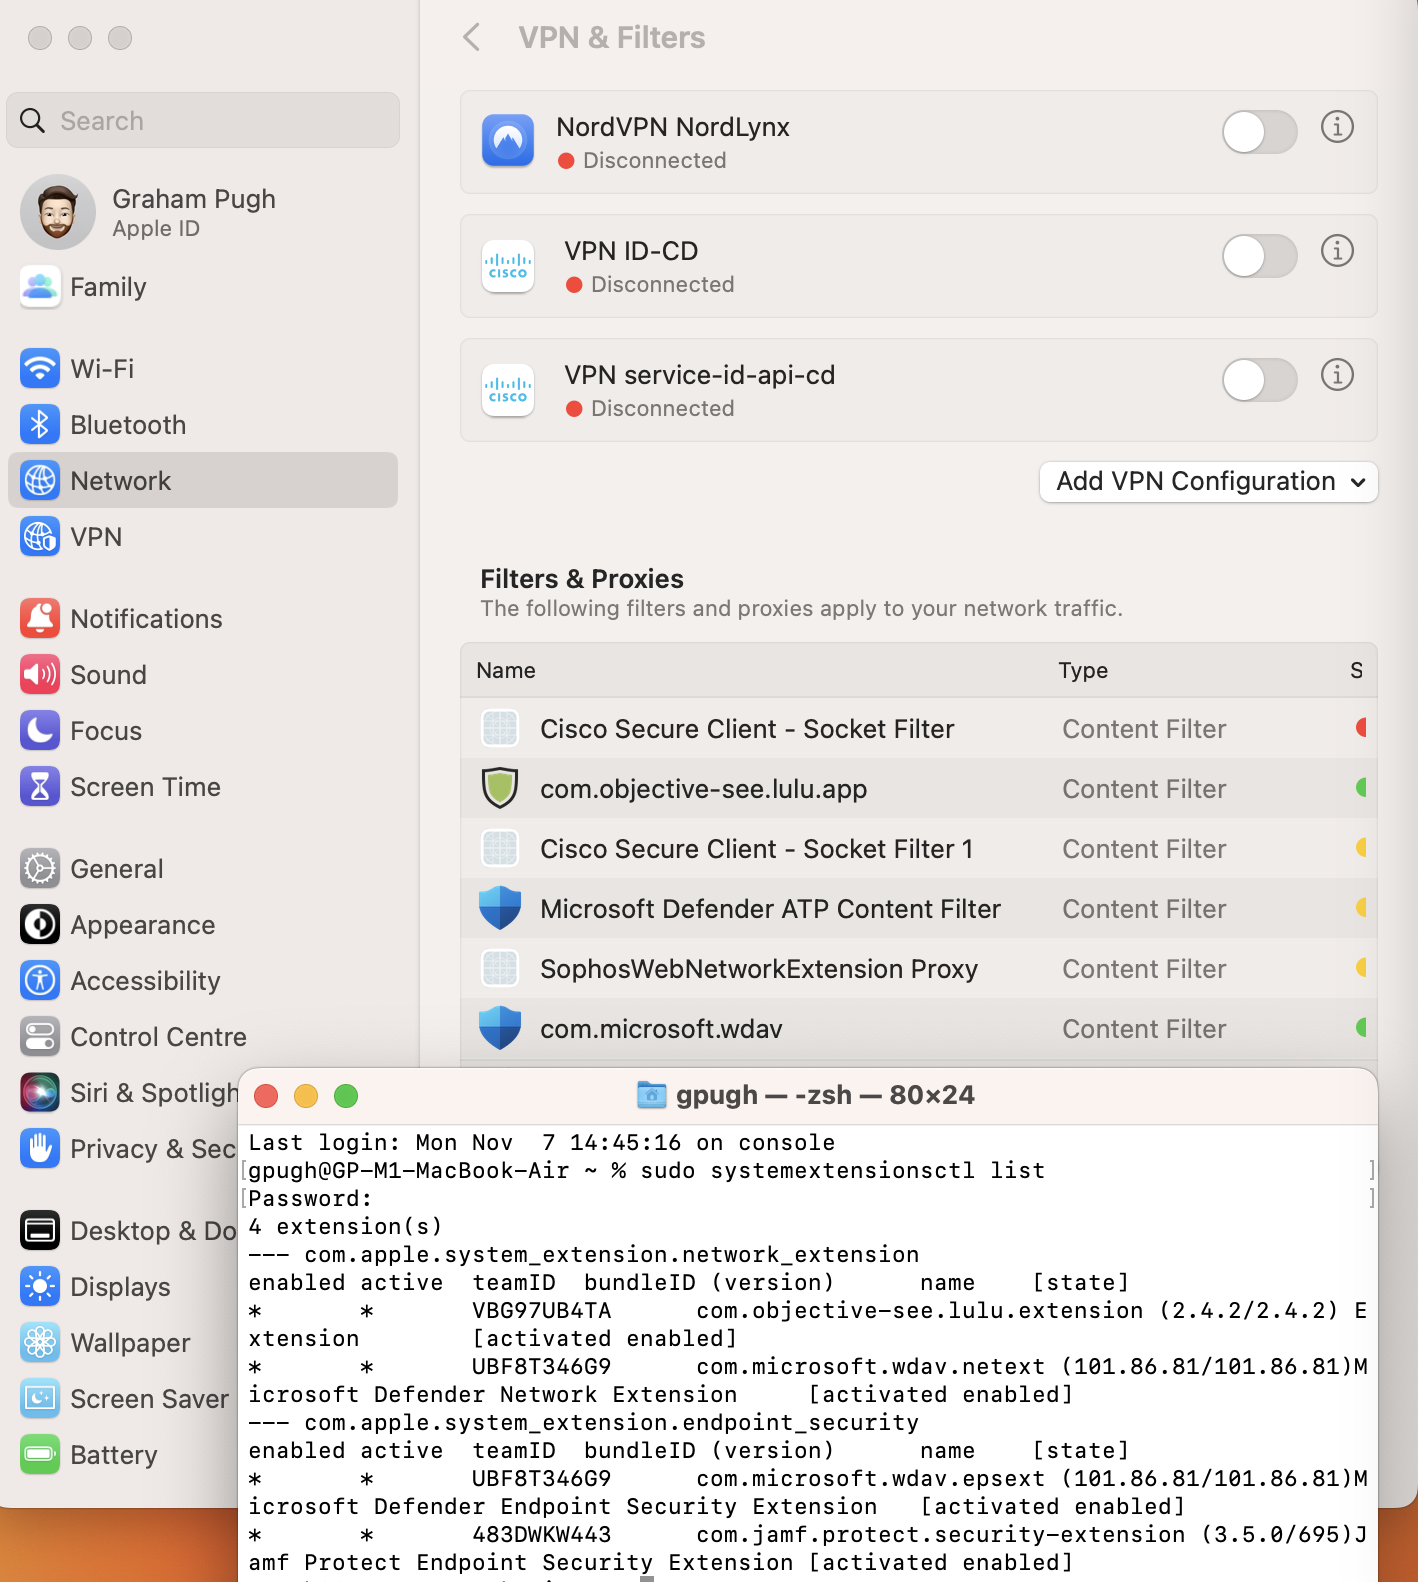 Search
Graham Pugh
Apple ID
Family
Wi-Fi
Bluetooth
Network
VPN
Notifications
Sound
Focus
Screen Time
General
Appearance
Accessibility
Control Centre
Siri & Spotligh
Privacy & Sec
Desktop & Do
Displays
Wallpaper
Screen Saver
Battery
VPN & Filters
NordVPN NordLynx
Disconnected
CISCO
VPN ID-CD
Disconnected
CISCO
VPN service-id-api-cd
Disconnected
Add VPN Configuration
Filters & Proxies
The following filters and proxies apply to your network traffic.
Name Type S
Cisco Secure Client - Socket Filter Content Filter
com.objective-see.lulu.app Content Filter
Cisco Secure Client - Socket Filter 1 Content Filter
Microsoft Defender ATP Content Filter Content Filter
SophosWebNetworkExtension Proxy Content Filter
com.microsoft.wdav Content Filter
gpugh — -zsh — 80×24
Last login: Mon Nov  7 14:45:16 on console
[gpugh@GP-M1-MacBook-Air ~ % sudo systemextensionsctl list ]
[Password: ]
4 extension(s)
--- com.apple.system_extension.network_extension
enabled active  teamID  bundleID (version)      name    [state]
*       *       VBG97UB4TA      com.objective-see.lulu.extension (2.4.2/2.4.2) E
xtension        [activated enabled]
*       *       UBF8T346G9      com.microsoft.wdav.netext (101.86.81/101.86.81)M
icrosoft Defender Network Extension     [activated enabled]
--- com.apple.system_extension.endpoint_security
enabled active  teamID  bundleID (version)      name    [state]
*       *       UBF8T346G9      com.microsoft.wdav.epsext (101.86.81/101.86.81)M
icrosoft Defender Endpoint Security Extension   [activated enabled]
*       *       483DWKW443      com.jamf.protect.security-extension (3.5.0/695)J
amf Protect Endpoint Security Extension [activated enabled]